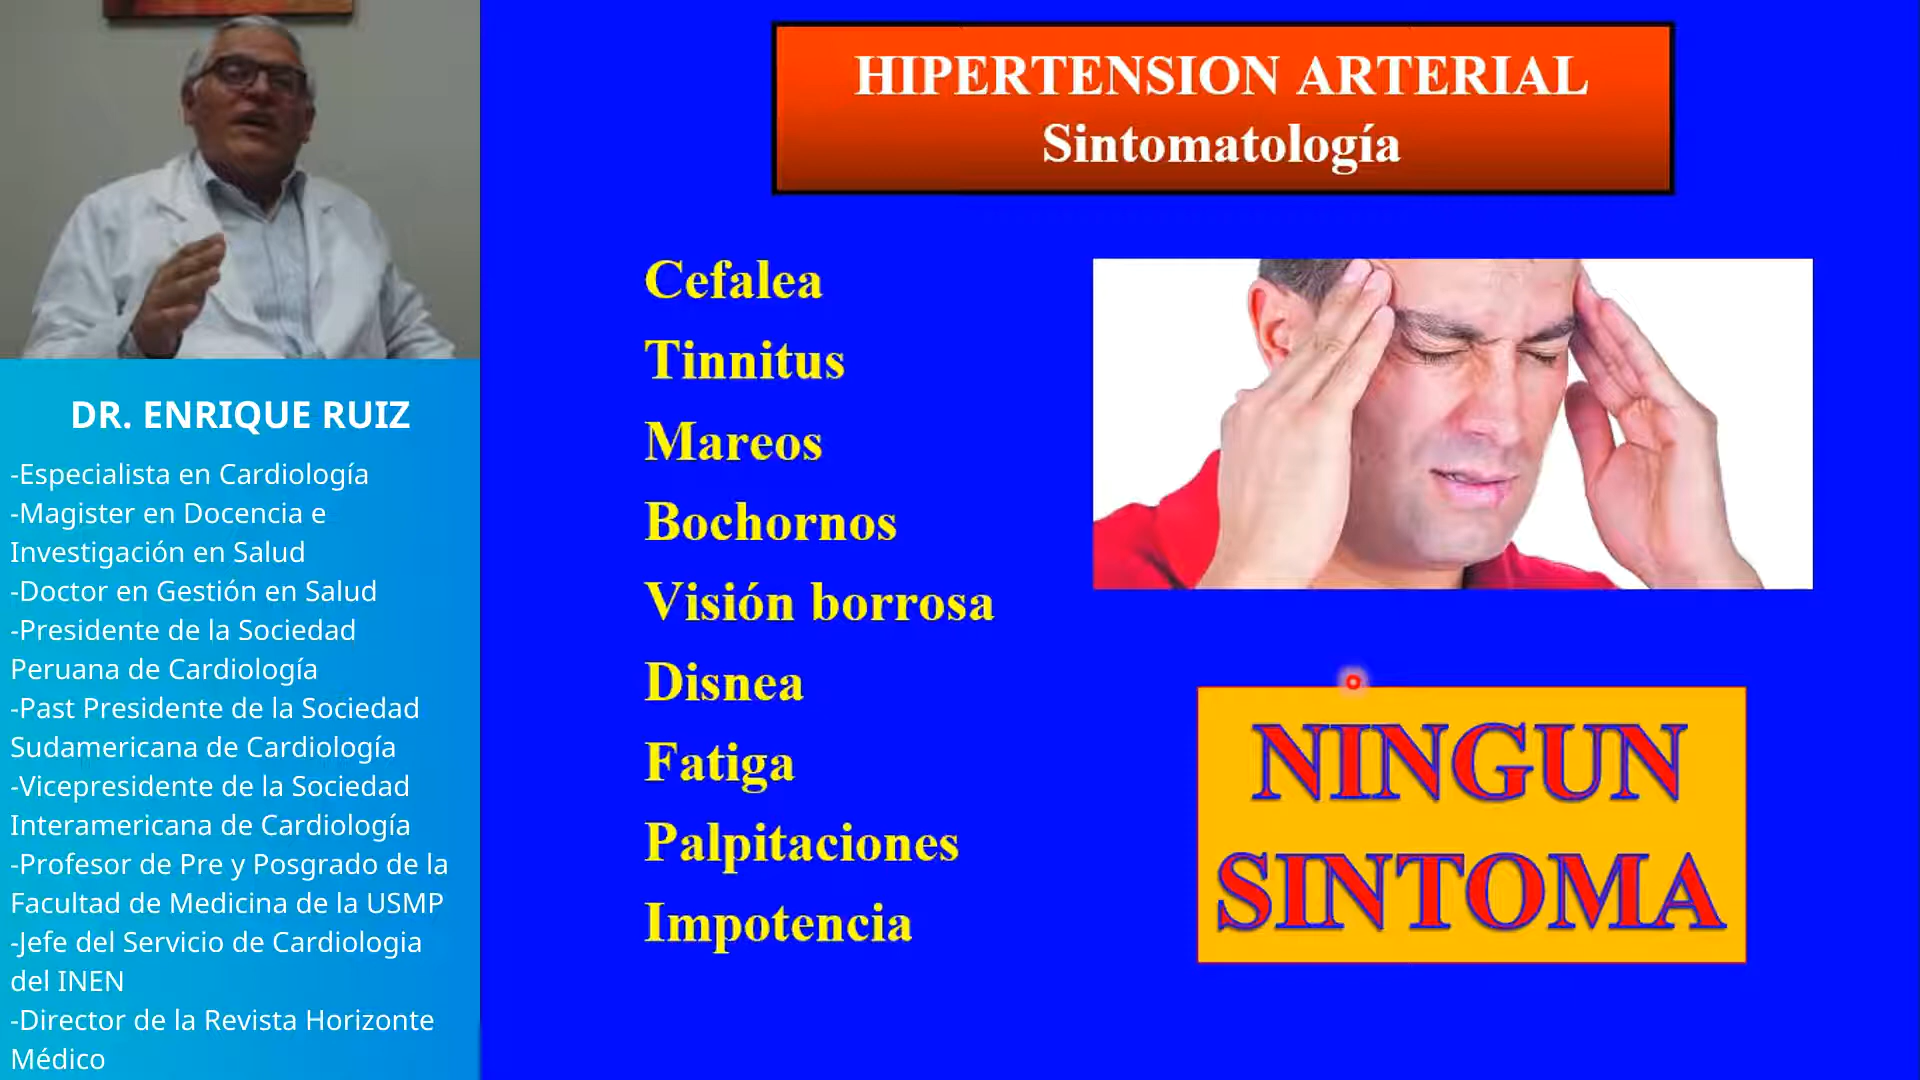 DR. ENRIQUE RUIZ
-Especialista en Cardiología
-Magister en Docencia e
Investigación en Salud
-Doctor en Gestión en Salud
-Presidente de la Sociedad
Peruana de Cardiología
-Past Presidente de la Sociedad
Sudamericana de Cardiología
-Vicepresidente de la Sociedad
Interamericana de Cardiología
-Profesor de Pre y Posgrado de la
Facultad de Medicina de la USMP
-Jefe del Servicio de Cardiologia
del INEN
-Director de la Revista Horizonte
Médico
HIPERTENSION ARTERIAL
Sintomatología
Cefalea
Tinnitus
Mareos
Bochornos
Visión borrosa
Disnea
Fatiga
Palpitaciones
Impotencia
NINGUN
SINTOMA